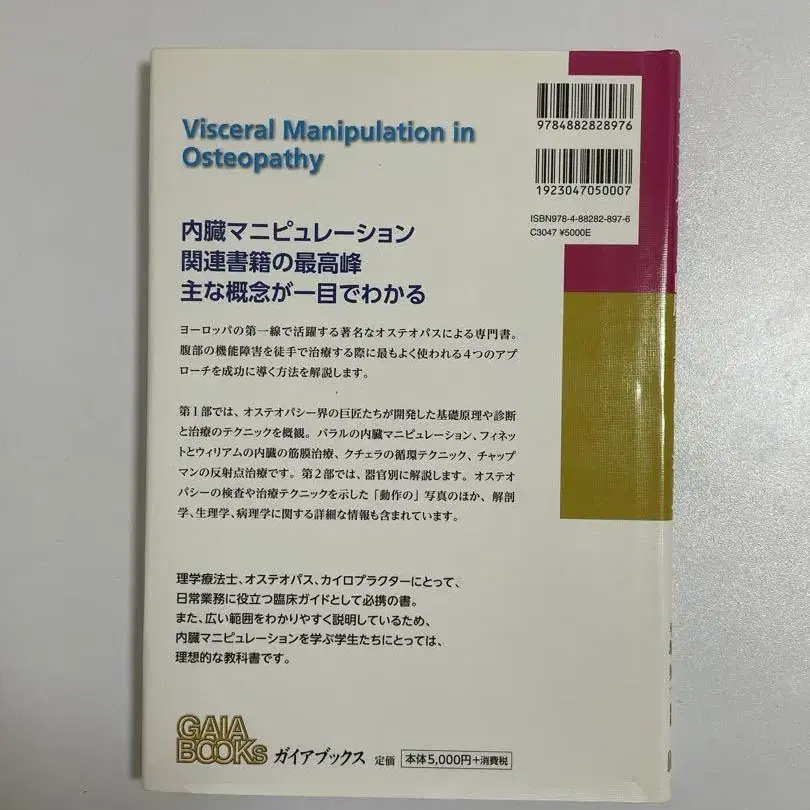 Visceral Manipulation in
Osteopathy
9784882828976
1923047050007
ISBN978-4-88282-897-6
C3047 ¥5000E
内臓マニピュレーション
関連書籍の最高峰
主な概念が一目でわかる
ヨーロッパの第一線で活躍する著名なオステオパスによる専門書。
腹部の機能障害を徒手で治療する際に最もよく使われる4つのアプ
ローチを成功に導く方法を解説します。
第1部では、オステオパシー界の巨匠たちが開発した基礎原理や診断
と治療のテクニックを概観。バラルの内臓マニピュレーション、フィネッ
トとウィリアムの内臓の筋膜治療、クチェラの循環テクニック、チャップ
マンの反射点治療です。第2部では、器官別に解説します。オステオ
パシーの検査や治療テクニックを示した「動作の」写真のほか、解剖
学、生理学、病理学に関する詳細な情報も含まれています。
理学療法士、オステオパス、カイロプラクターにとって、
日常業務に役立つ臨床ガイドとして必携の書。
また、広い範囲をわかりやすく説明しているため、
内臓マニピュレーションを学ぶ学生たちにとっては、
理想的な教科書です。
GAIA
BOOKs
ガイアブックス 定価 本体5,000円+消費税